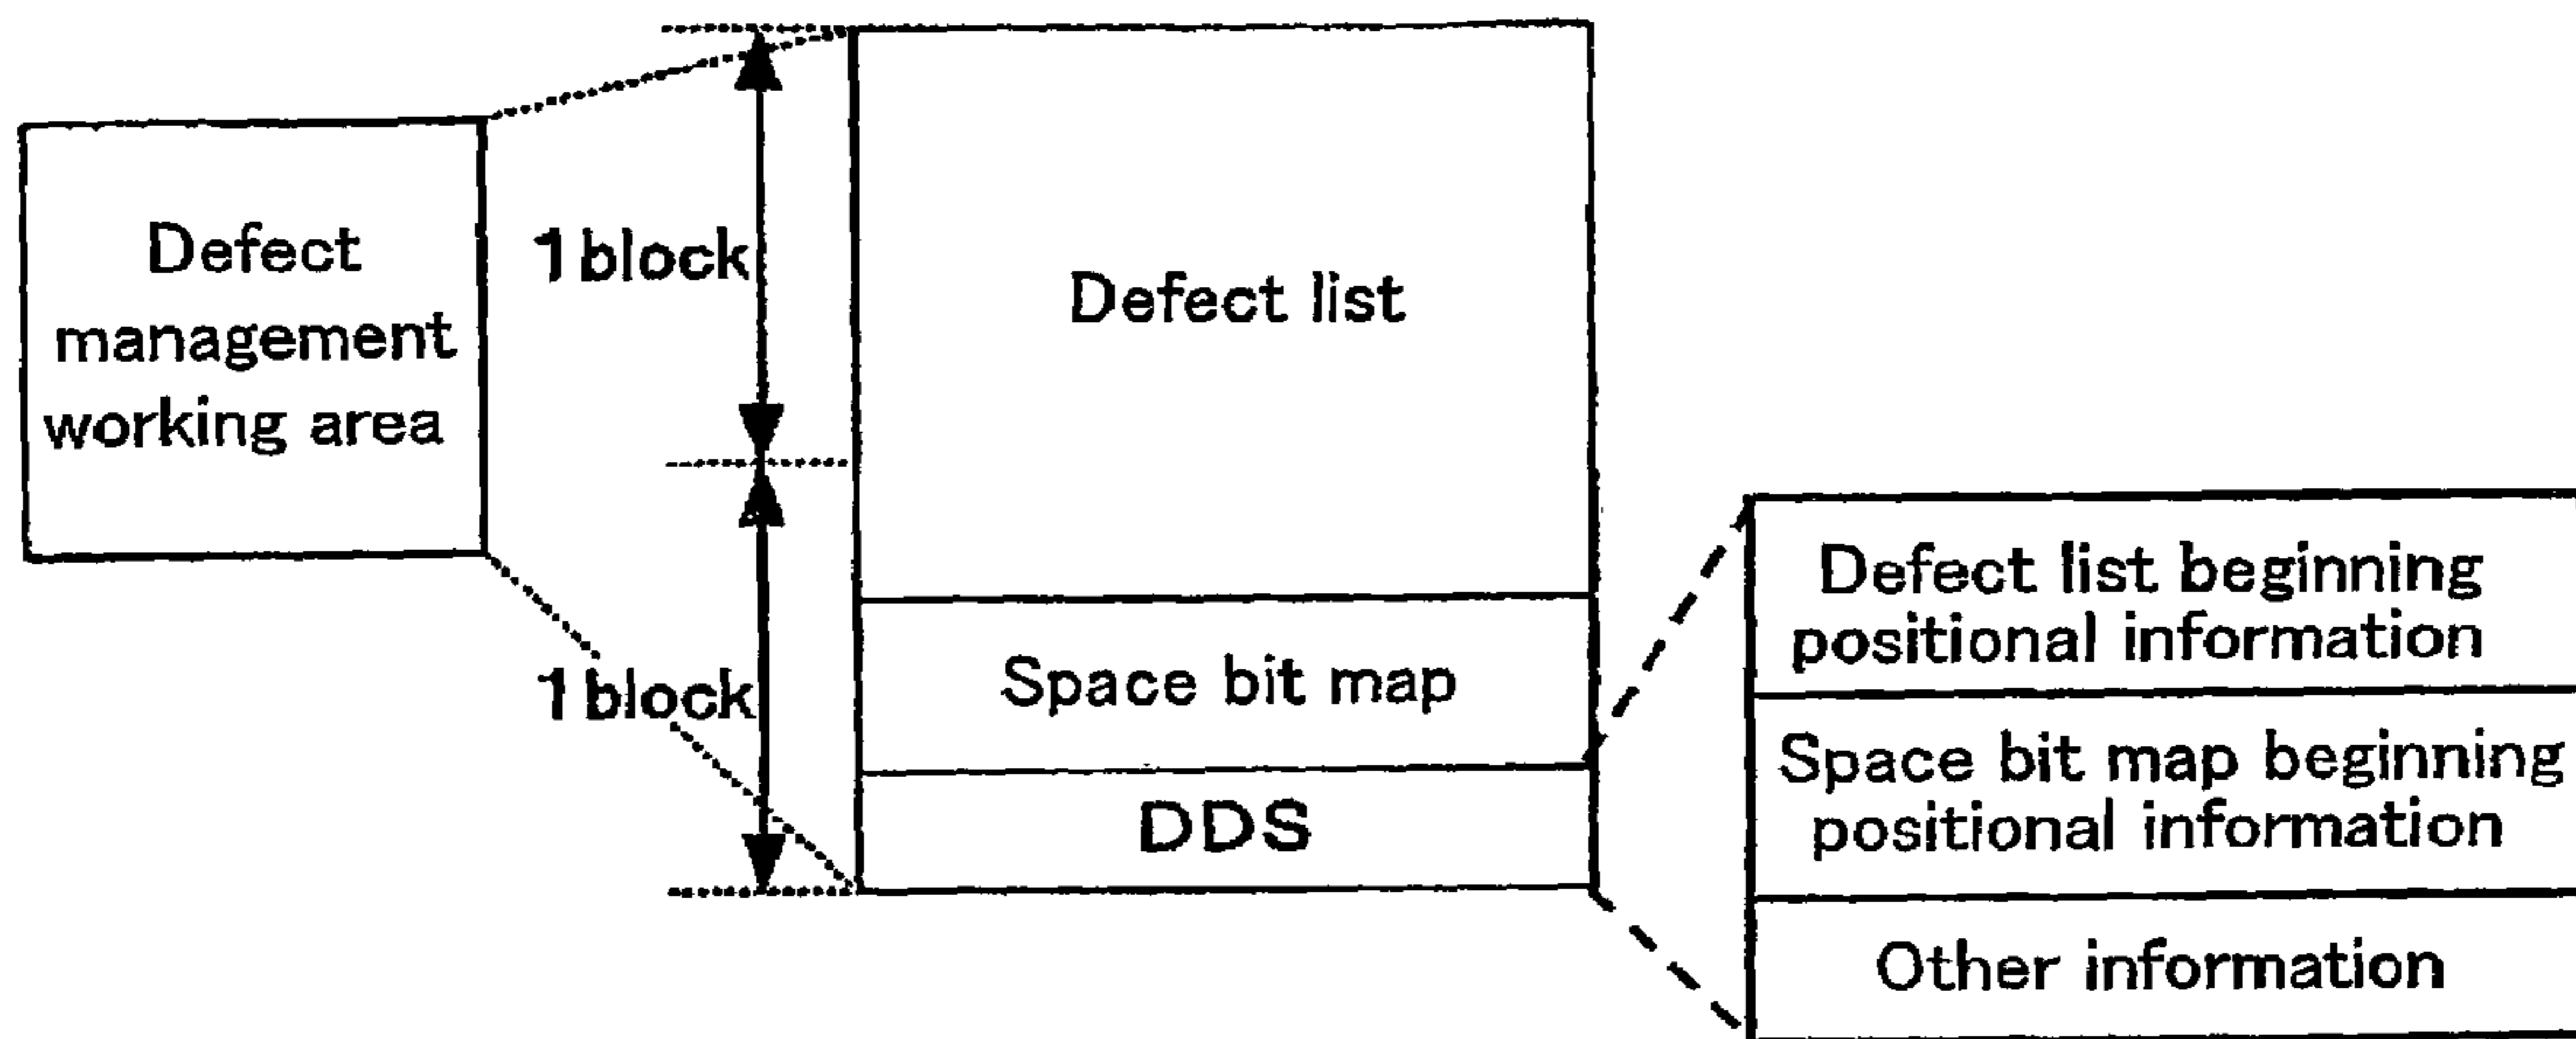 Defect
management
working area
1 block
1 block
Defect list
Space bit map
DDS
Defect list beginning
positional information
Space bit map beginning
positional information
Other information